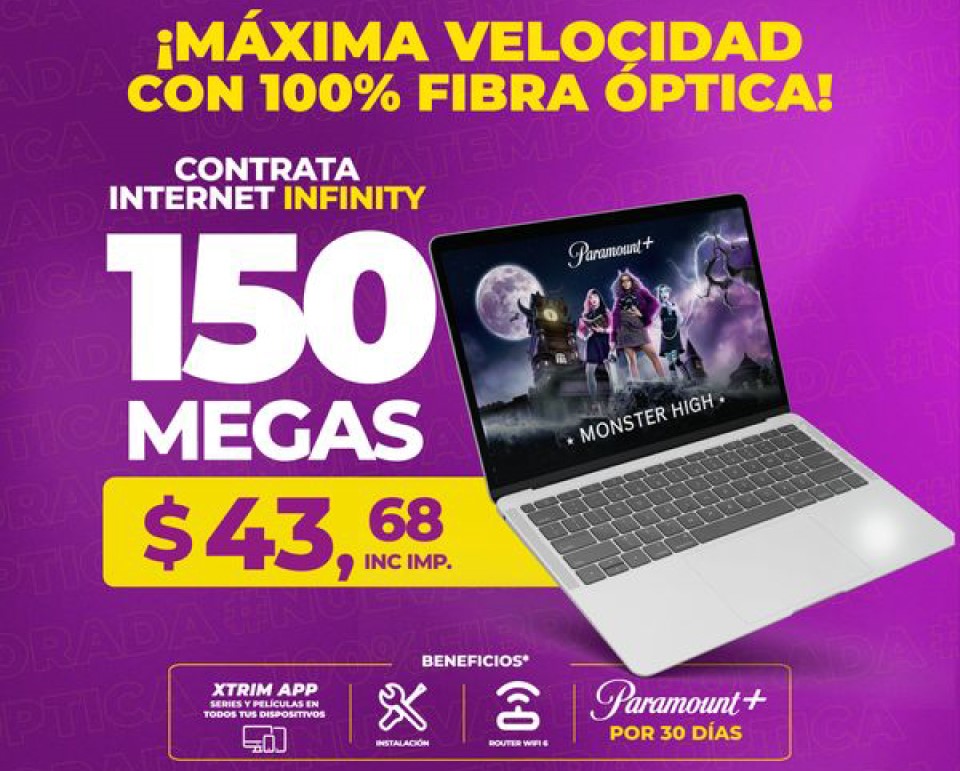 ¡MÁXIMA VELOCIDAD
CON 100% FIBRA ÓPTICA!
CONTRATA
INTERNET INFINITY
150
MEGAS
$43,68
INC IMP.
Paramount+
★ MONSTER HIGH ★
BENEFICIOS*
XTRIM APP
SERIES Y PELÍCULAS EN
TODOS TUS DISPOSITIVOS
INSTALACIÓN
ROUTER WIFI 6
Paramount+
POR 30 DÍAS